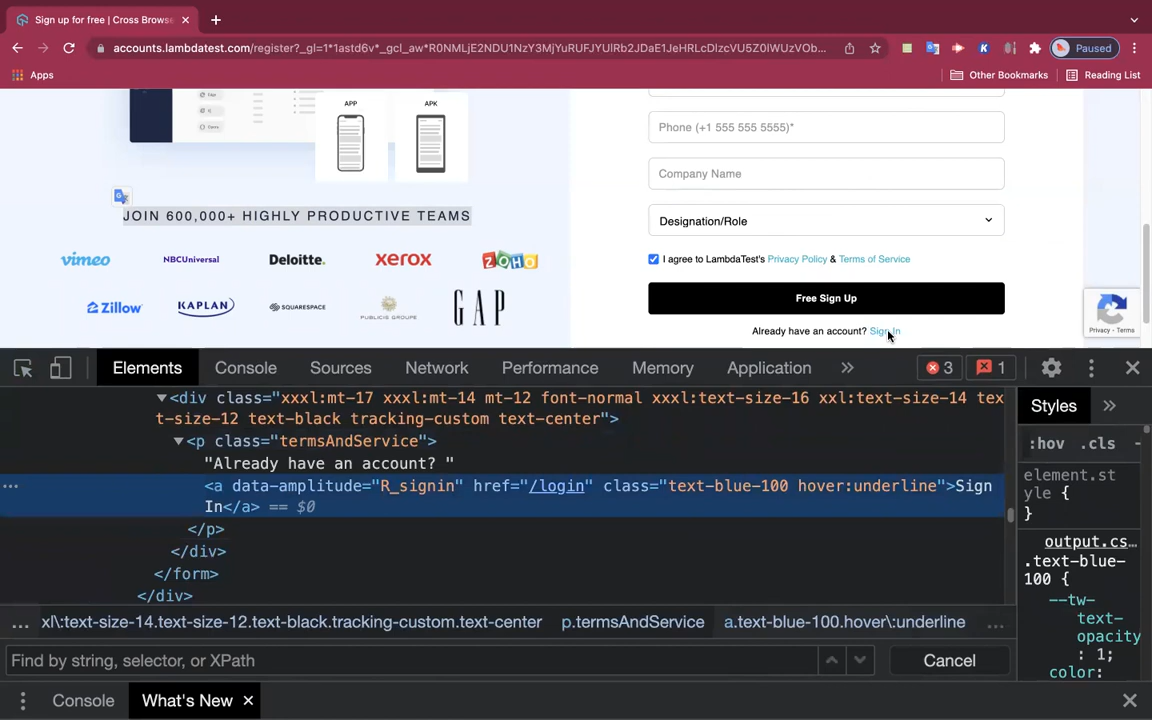 Sign up for free | Cross Browse
accounts.lambdatest.com/register?_gl=1*1astd6v*_gcl_aw*R0NMLjE2NDU1NzY3MjYuRUFJYUlRb2JDaE1JeHRLcDlzcVU5Z0lWUzVOb...
Paused
Apps
Other Bookmarks
Reading List
APP
APK
Phone (+1 555 555 5555)*
Company Name
JOIN 600,000+ HIGHLY PRODUCTIVE TEAMS
Designation/Role
vimeo
NBCUniversal
Deloitte.
xerox
ZOHO
I agree to LambdaTest's Privacy Policy & Terms of Service
Zillow
KAPLAN
SQUARESPACE
PUBLICIS GROUPE
GAP
Free Sign Up
Privacy - Terms
Already have an account? Sign In
Elements
Console
Sources
Network
Performance
Memory
Application
3
1
<div class="xxxl:mt-17 xxxl:mt-14 mt-12 font-normal xxxl:text-size-16 xxl:text-size-14 tex
t-size-12 text-black tracking-custom text-center">
<p class="termsAndService">
"Already have an account? "
<a data-amplitude="R_signin" href="/login" class="text-blue-100 hover:underline">Sign
In</a> == $0
</p>
</div>
</form>
</div>
Styles
:hov .cls
element.st
yle {
}
output.cs…
.text-blue-
100 {
--tw-
text-
opacity
: 1;
color:
... xl\:text-size-14.text-size-12.text-black.tracking-custom.text-center
p.termsAndService
a.text-blue-100.hover\:underline ...
Find by string, selector, or XPath
Cancel
Console
What's New